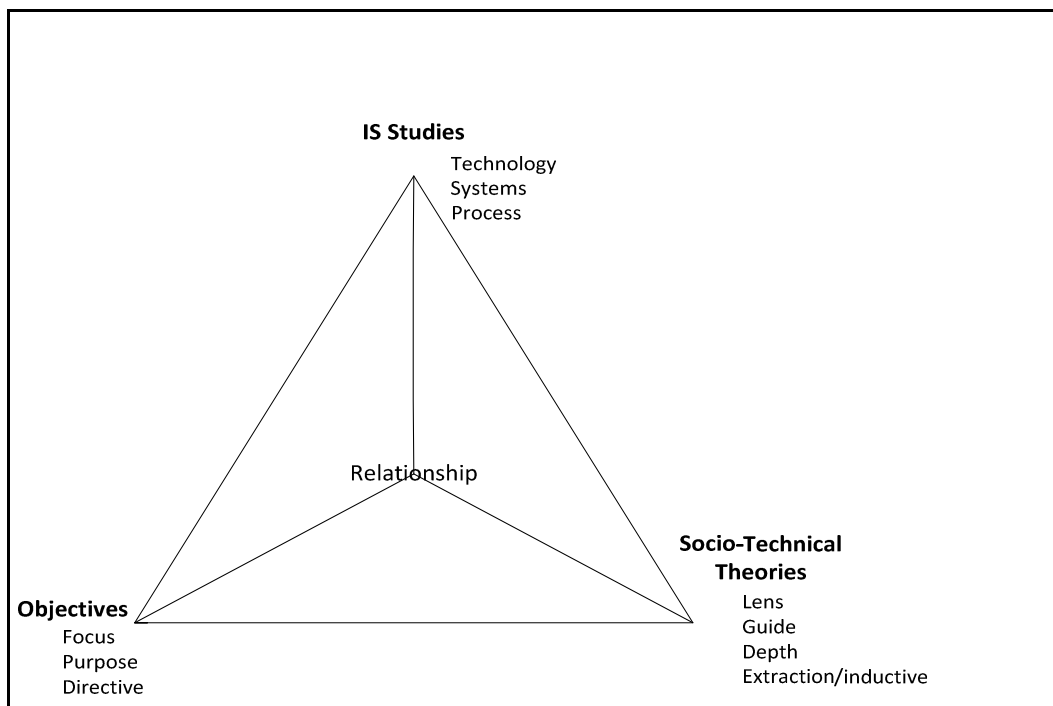 IS Studies
Technology
Systems
Process
Relationship
Socio-Technical
Theories
Lens
Guide
Depth
Extraction/inductive
Objectives
Focus
Purpose
Directive